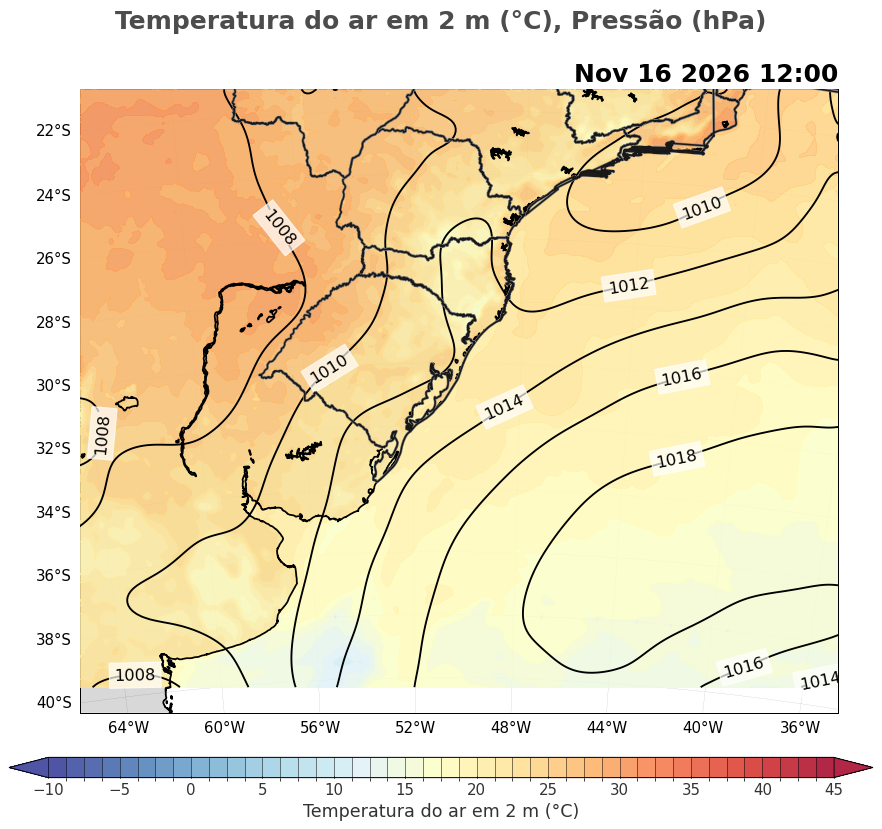 Temperatura do ar em 2 m (°C), Pressão (hPa)
Nov 16 2026 12:00
22°S
24°S
26°S
28°S
30°S
32°S
34°S
36°S
38°S
40°S
1008
1010
1012
1010
1016
1014
1008
1018
1008
1016
1014
64°W
60°W
56°W
52°W
48°W
44°W
40°W
36°W
−10
−5
0
5
10
15
20
25
30
35
40
45
Temperatura do ar em 2 m (°C)